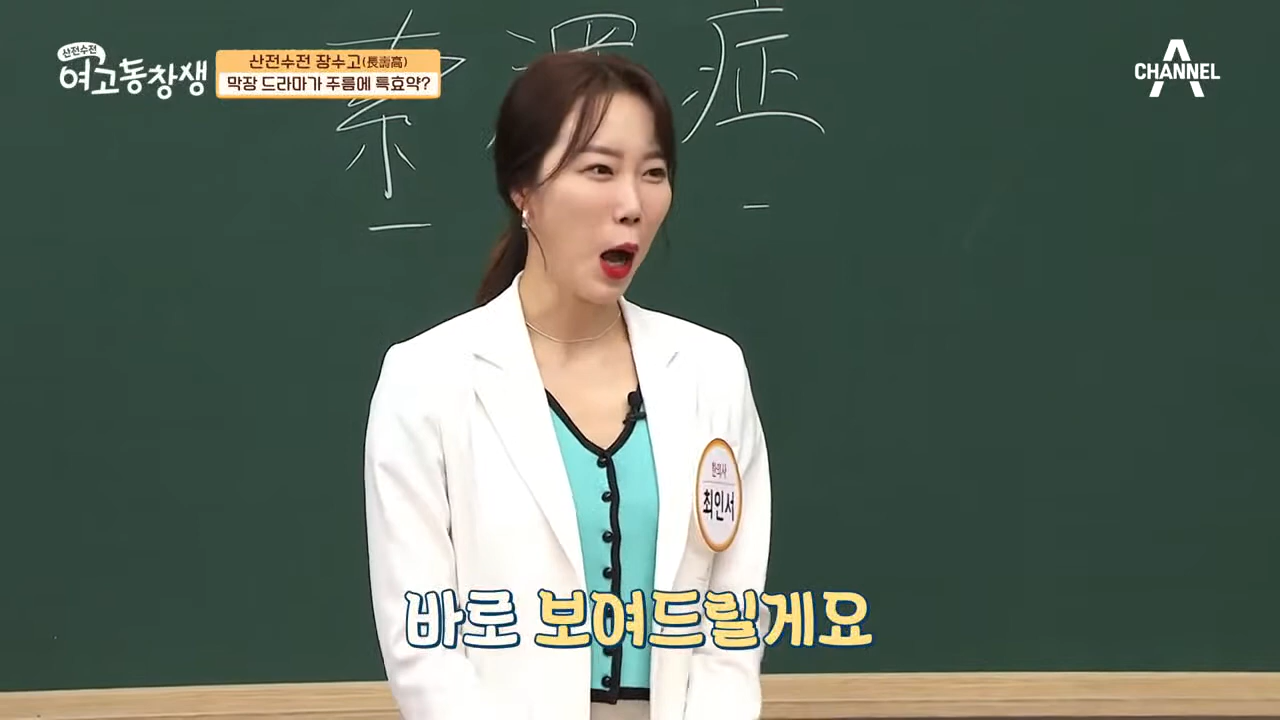 산전수전
여고동창생
산전수전 장수고(長壽高)
막장 드라마가 주름에 특효약?
CHANNEL A
素 症
한의사
최인서
바로 보여드릴게요